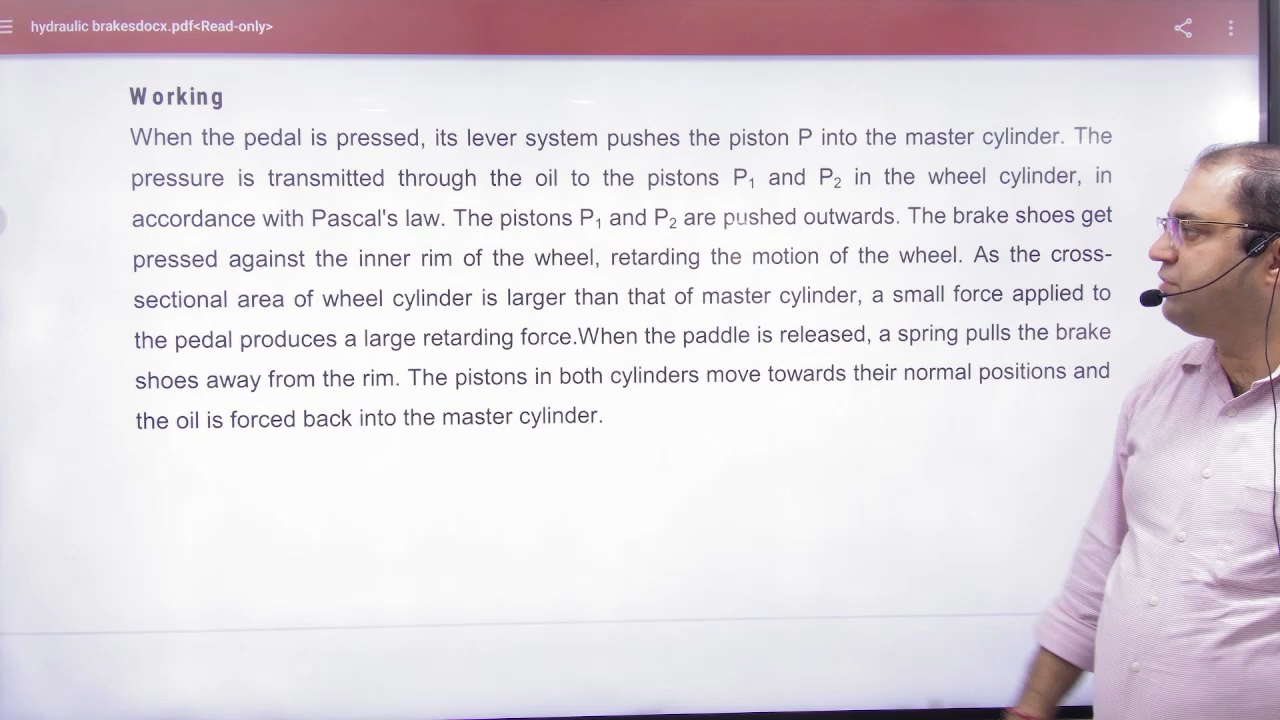 hydraulic brakesdocx.pdf<Read-only>
Working
When the pedal is pressed, its lever system pushes the piston P into the master cylinder. The
pressure is transmitted through the oil to the pistons P₁ and P₂ in the wheel cylinder, in
accordance with Pascal's law. The pistons P₁ and P₂ are pushed outwards. The brake shoes get
pressed against the inner rim of the wheel, retarding the motion of the wheel. As the cross-
sectional area of wheel cylinder is larger than that of master cylinder, a small force applied to
the pedal produces a large retarding force.When the paddle is released, a spring pulls the brake
shoes away from the rim. The pistons in both cylinders move towards their normal positions and
the oil is forced back into the master cylinder.